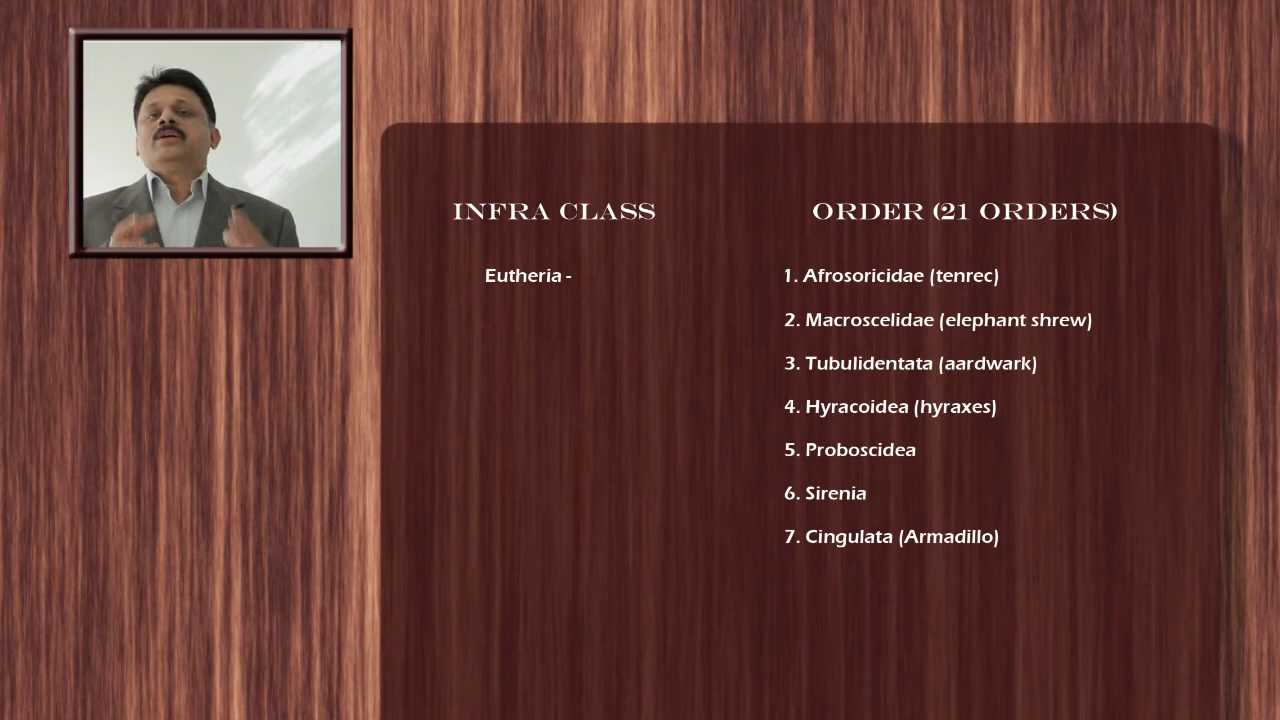 INFRA CLASS
ORDER (21 ORDERS)
Eutheria -
1. Afrosoricidae (tenrec)
2. Macroscelidae (elephant shrew)
3. Tubulidentata (aardwark)
4. Hyracoidea (hyraxes)
5. Proboscidea
6. Sirenia
7. Cingulata (Armadillo)